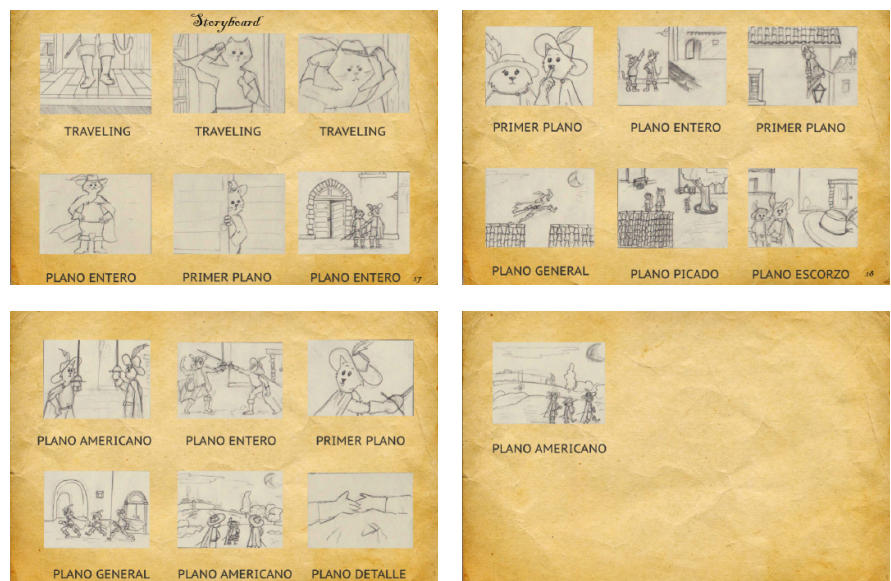 Storyboard
TRAVELING TRAVELING TRAVELING
PLANO ENTERO PRIMER PLANO PLANO ENTERO 17
PRIMER PLANO PLANO ENTERO PRIMER PLANO
PLANO GENERAL PLANO PICADO PLANO ESCORZO 18
PLANO AMERICANO PLANO ENTERO PRIMER PLANO
PLANO GENERAL PLANO AMERICANO PLANO DETALLE
PLANO AMERICANO